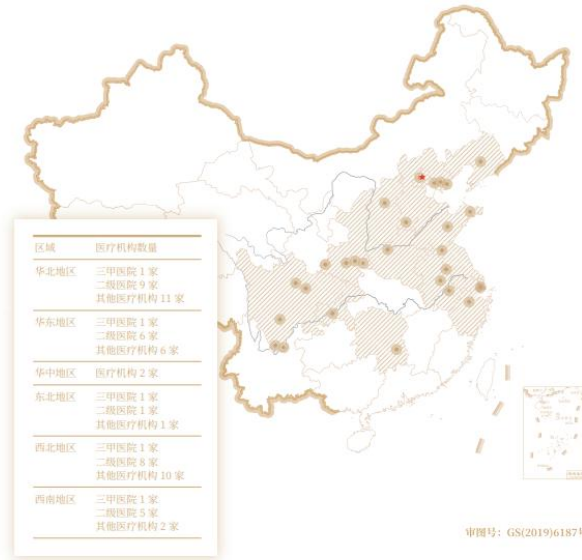 区域 医疗机构数量
华北地区 三甲医院 1 家
二级医院 9 家
其他医疗机构 11 家
华东地区 三甲医院 1 家
二级医院 6 家
其他医疗机构 6 家
华中地区 医疗机构 2 家
东北地区 三甲医院 1 家
二级医院 1 家
其他医疗机构 1 家
西北地区 三甲医院 1 家
二级医院 8 家
其他医疗机构 10 家
西南地区 三甲医院 1 家
二级医院 5 家
其他医疗机构 2 家
审图号：GS(2019)6187号